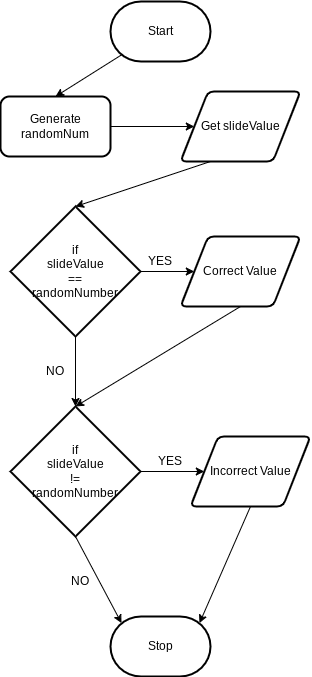 Start
Generate
randomNum
Get slideValue
if
slideValue
==
randomNumber
YES
Correct Value
NO
if
slideValue
!=
randomNumber
YES
Incorrect Value
NO
Stop